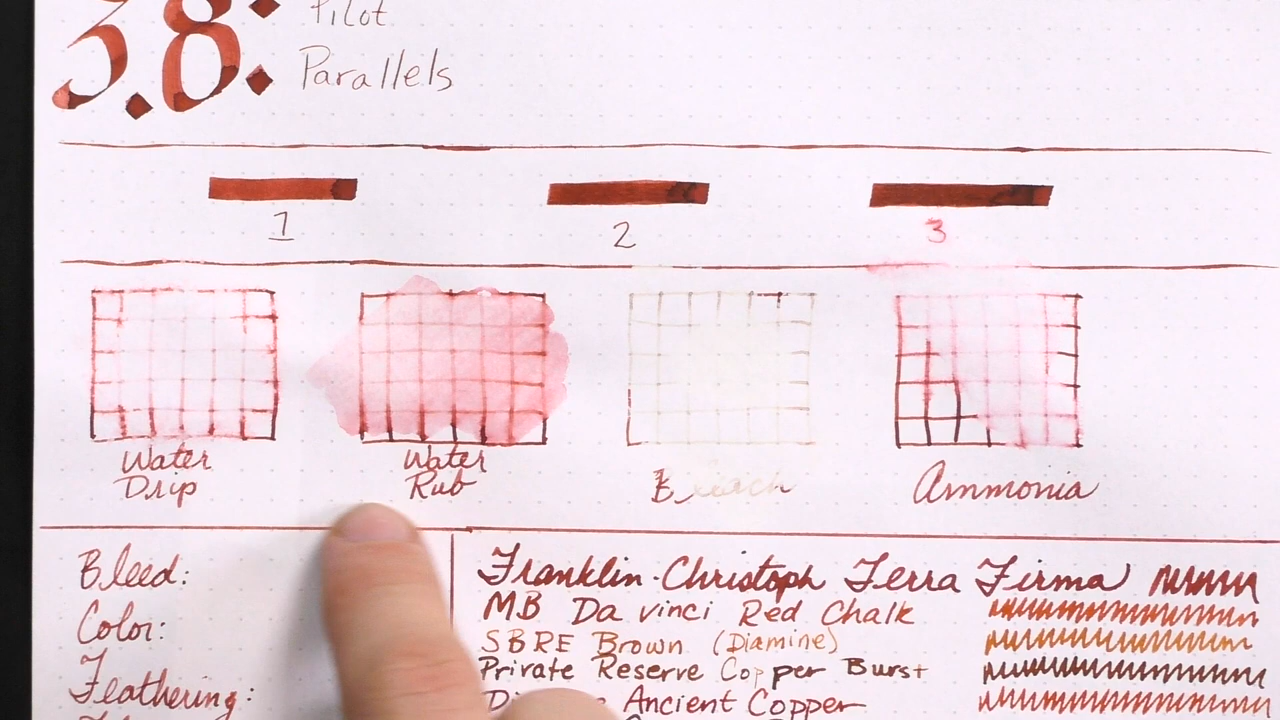 3.8:
Pilot
Parallels
1 2 3
Water Drip
Water Rub
Bleach
Ammonia
Bleed:
Color:
Feathering:
Franklin-Christoph Terra Firma
MB Da vinci Red Chalk
SBRE Brown (Diamine)
Private Reserve Copper Burst
Ancient Copper